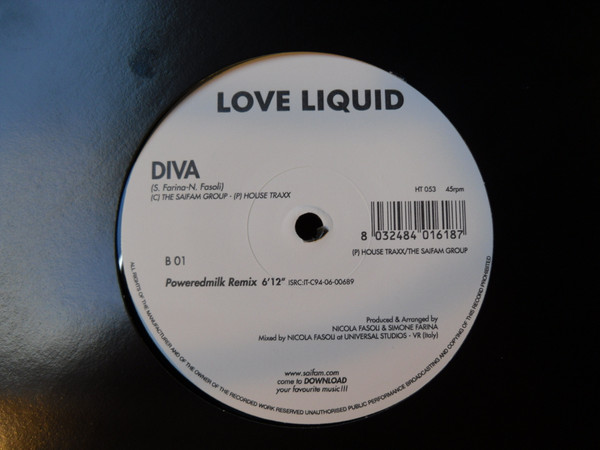 LOVE LIQUID
DIVA
(S. Farina-N. Fasoli)
(C) THE SAIFAM GROUP - (P) HOUSE TRAXX
HT 053 45rpm
8 032484 016187
(P) HOUSE TRAXX/THE SAIFAM GROUP
B 01
Poweredmilk Remix 6'12" ISRC:IT-C94-06-00689
Produced & Arranged by
NICOLA FASOLI & SIMONE FARINA
Mixed by NICOLA FASOLI at UNIVERSAL STUDIOS - VR (Italy)
www.saifam.com
come to DOWNLOAD
your favourite music!!!
ALL RIGHTS OF THE MANUFACTURER AND OF THE OWNER OF THE RECORDED WORK RESERVED UNAUTHORISED PUBLIC PERFORMANCE BROADCASTING AND COPYING OF THIS RECORD PROHIBITED